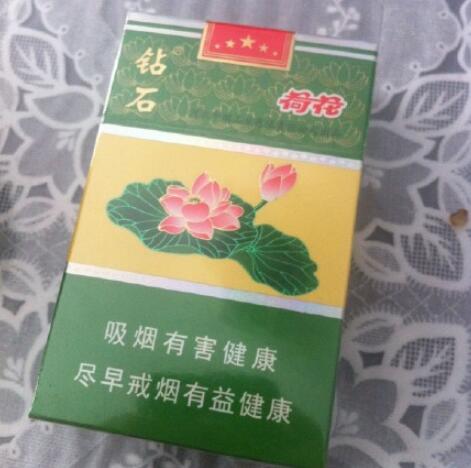 钻石
荷花
吸烟有害健康
尽早戒烟有益健康